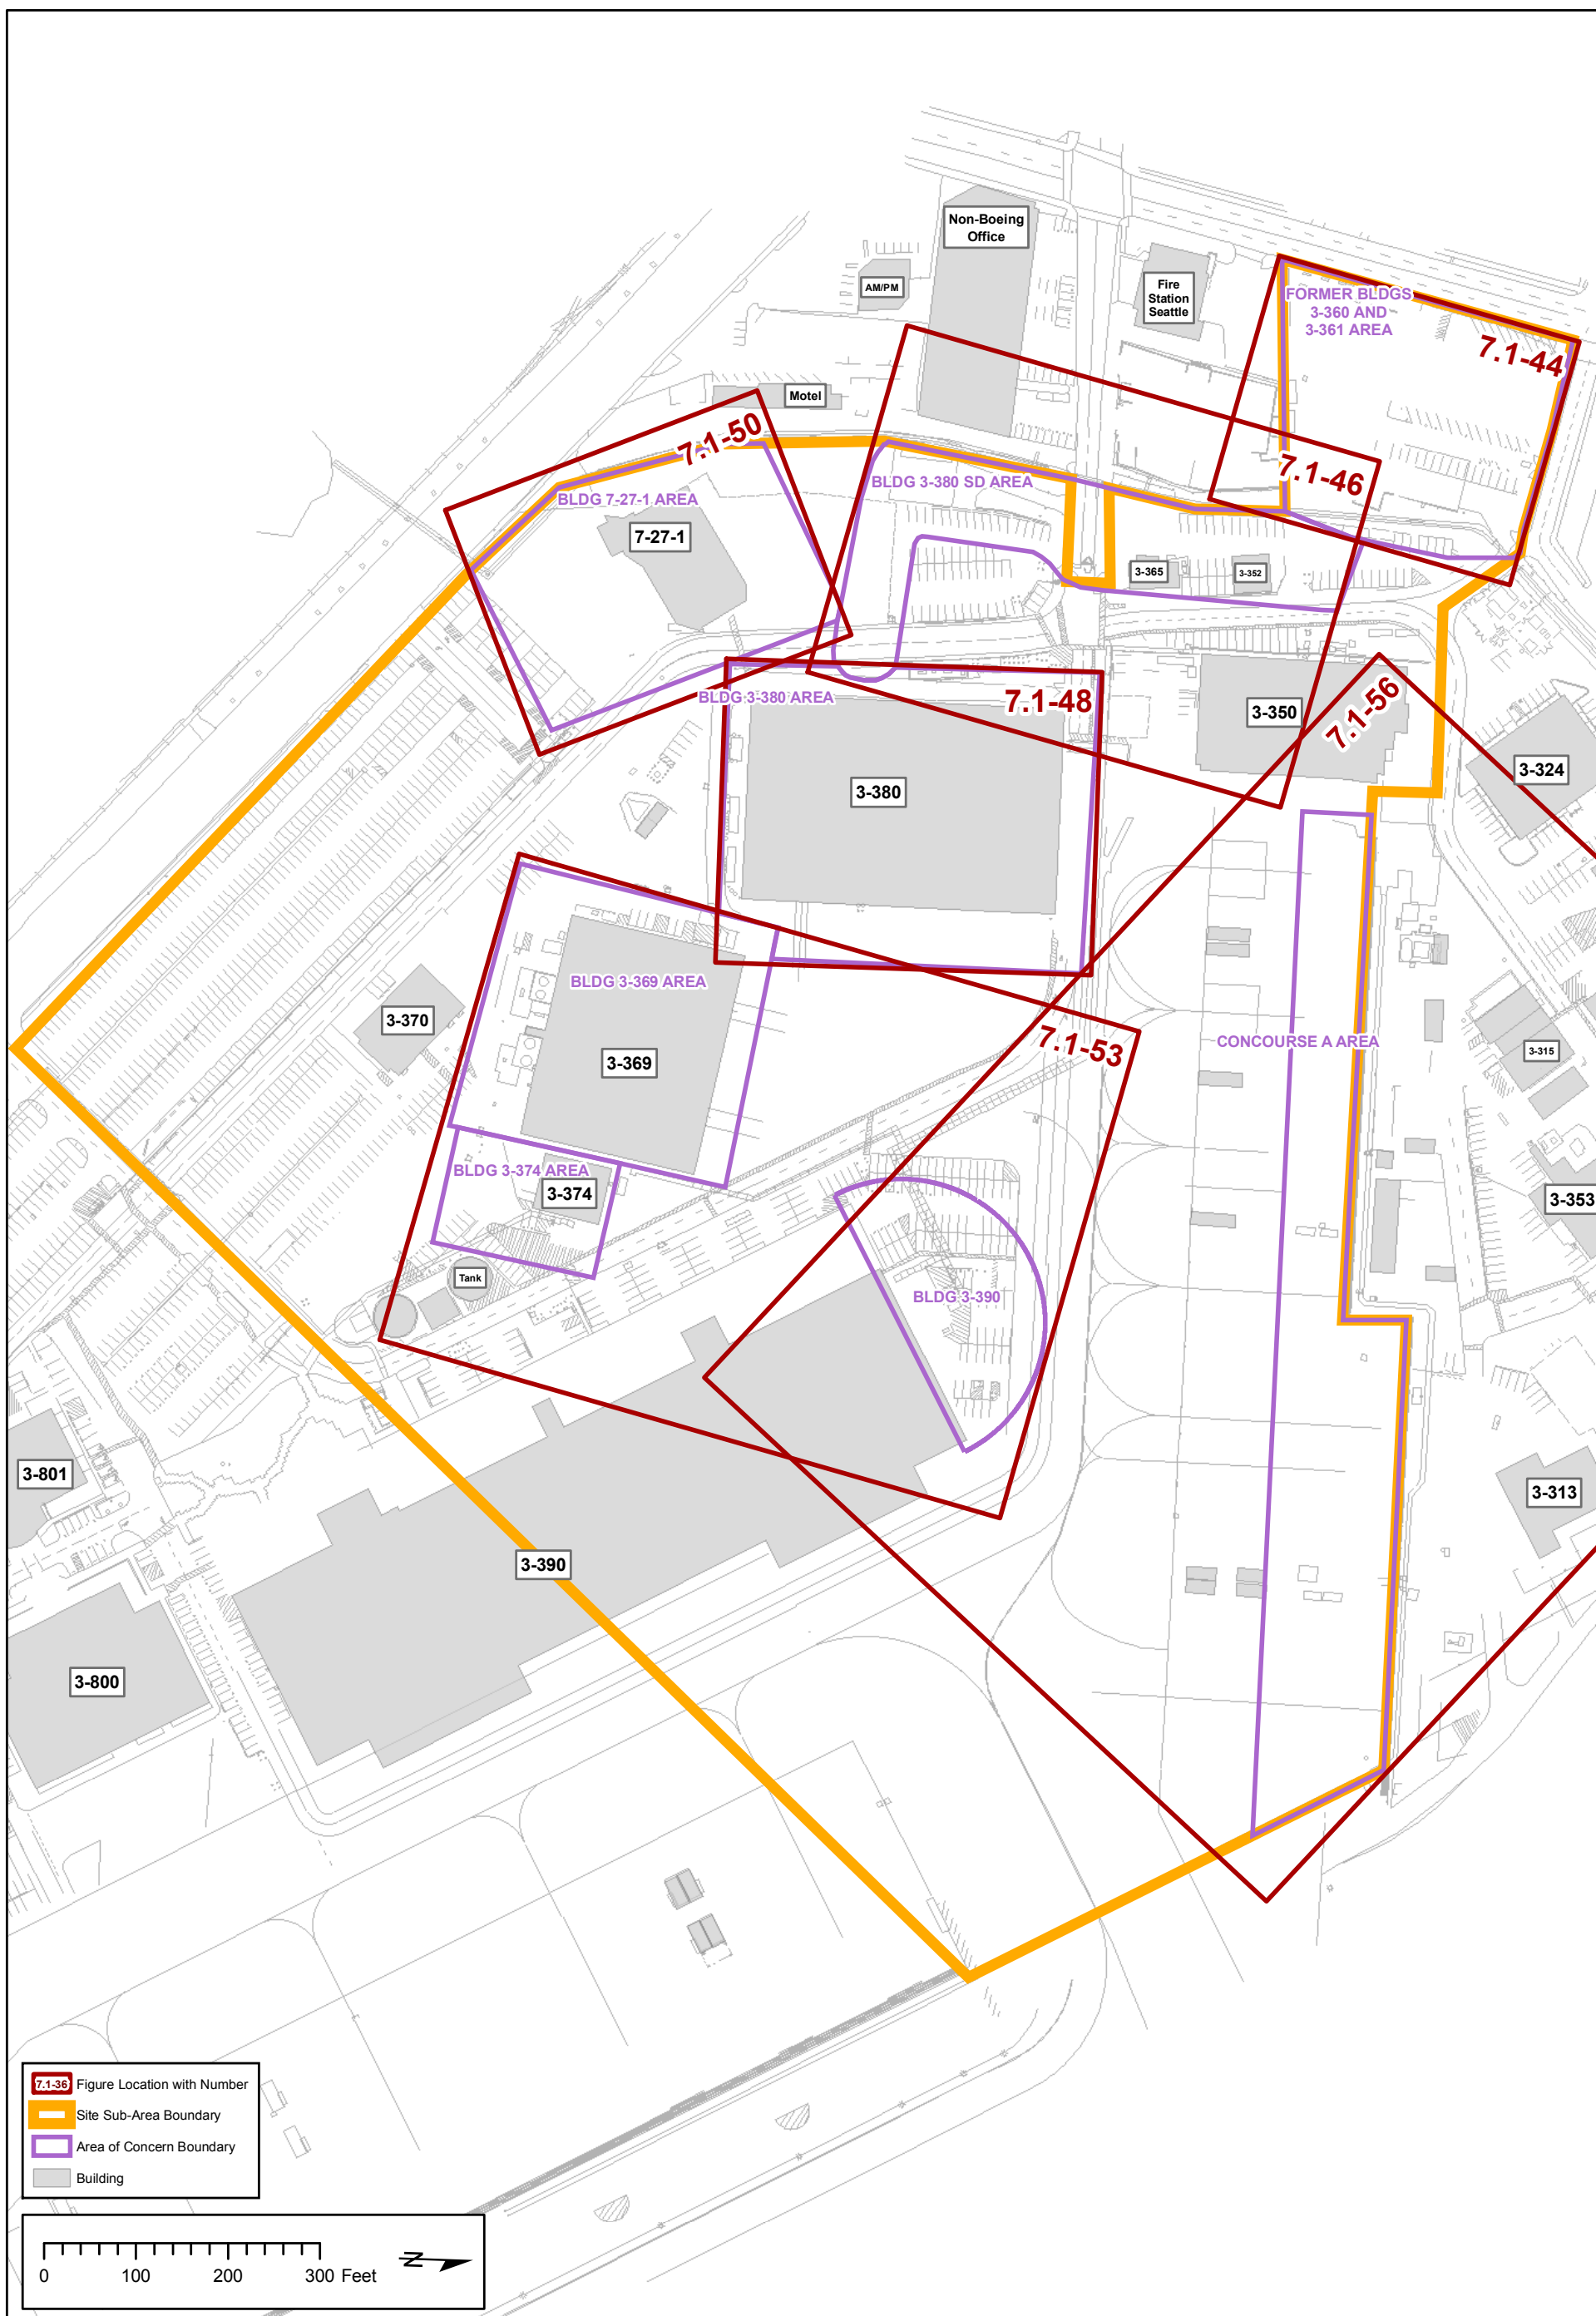 Non-Boeing
Office
AM/PM
Fire
Station
Seattle
FORMER BLDGS
3-360 AND
3-361 AREA
7.1-44
Motel
7.1-50
7.1-46
BLDG 7-27-1 AREA
BLDG 3-380 SD AREA
7-27-1
3-365
3-352
BLDG 3-380 AREA
7.1-48
3-350
7.1-56
3-324
3-380
BLDG 3-369 AREA
3-370
7.1-53
CONCOURSE A AREA
3-315
3-369
BLDG 3-374 AREA
3-374
3-353
Tank
BLDG 3-390
3-801
3-313
3-390
3-800
7.1-36 Figure Location with Number
Site Sub-Area Boundary
Area of Concern Boundary
Building
0 100 200 300 Feet
N